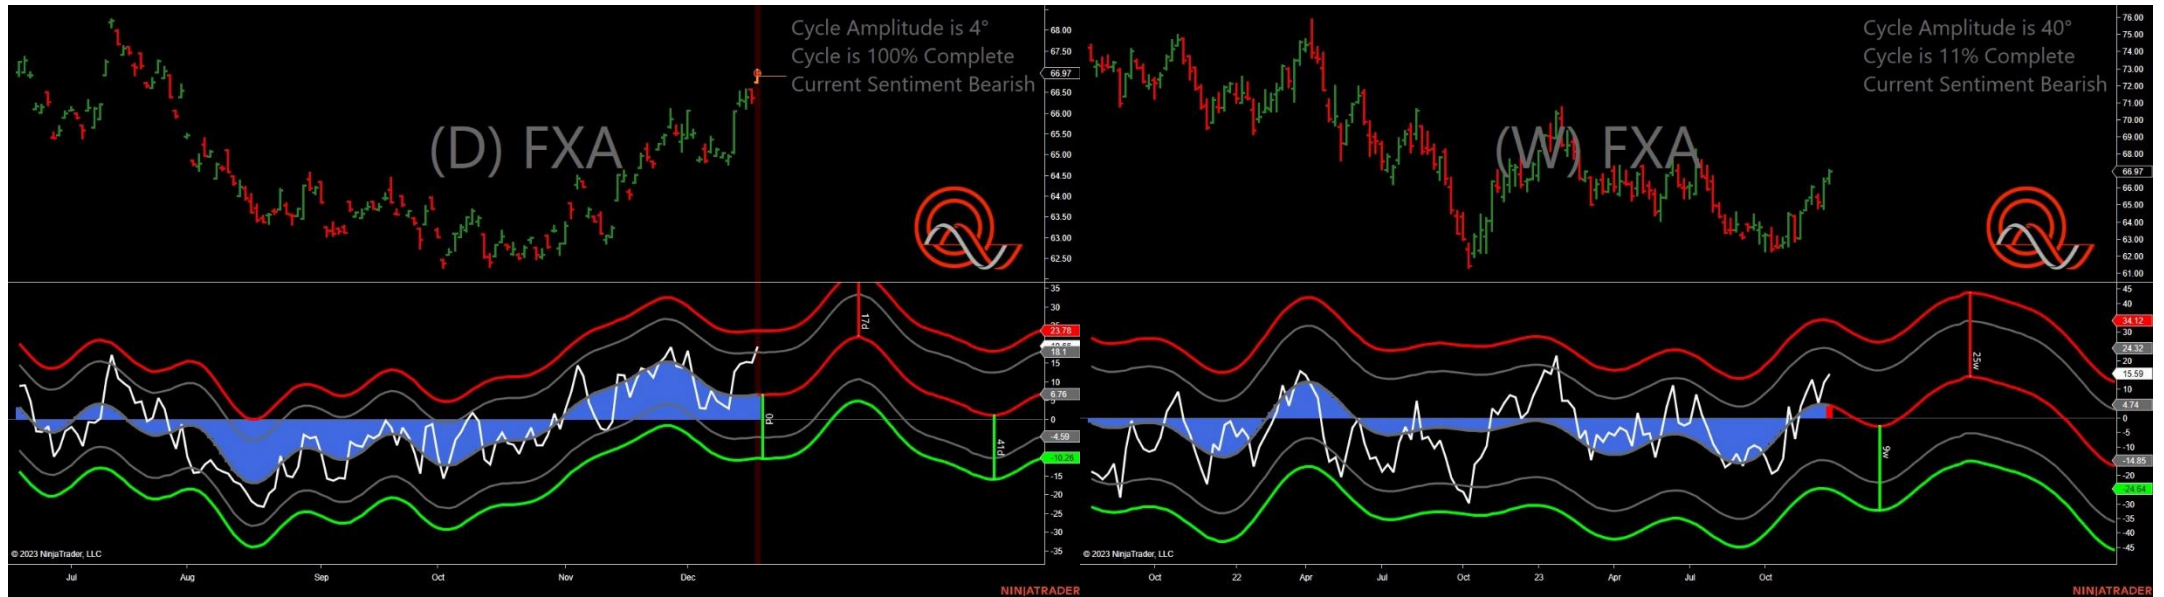 Cycle Amplitude is 4°
Cycle is 100% Complete
Current Sentiment Bearish
(D) FXA
68.00
67.50
66.97
66.50
66.00
65.50
65.00
64.50
64.00
63.50
63.00
62.50
35
30
23.78
18.1
15
10
6.76
0
-4.59
-10.26
-15
-20
-25
-30
-35
17d
0d
41d
© 2023 NinjaTrader, LLC
Jul
Aug
Sep
Oct
Nov
Dec
NINJATRADER
Cycle Amplitude is 40°
Cycle is 11% Complete
Current Sentiment Bearish
(W) FXA
76.00
75.00
74.00
73.00
72.00
71.00
70.00
69.00
68.00
66.97
66.00
65.00
64.00
63.00
62.00
61.00
45
40
34.12
30
24.32
20
15.59
10
4.74
0
-5
-10
-14.85
-20
-24.64
-30
-35
-40
-45
25w
9w
© 2023 NinjaTrader, LLC
Oct
22
Apr
Jul
Oct
23
Apr
Jul
Oct
NINJATRADER